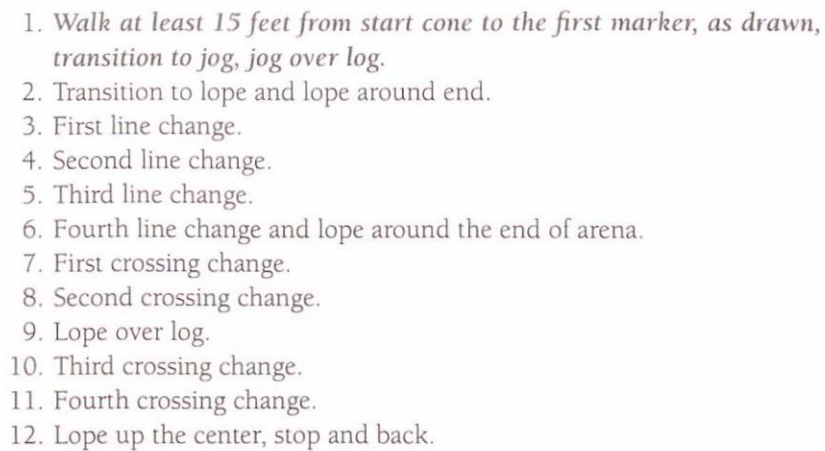 1. Walk at least 15 feet from start cone to the first marker, as drawn,
transition to jog, jog over log.
2. Transition to lope and lope around end.
3. First line change.
4. Second line change.
5. Third line change.
6. Fourth line change and lope around the end of arena.
7. First crossing change.
8. Second crossing change.
9. Lope over log.
10. Third crossing change.
11. Fourth crossing change.
12. Lope up the center, stop and back.